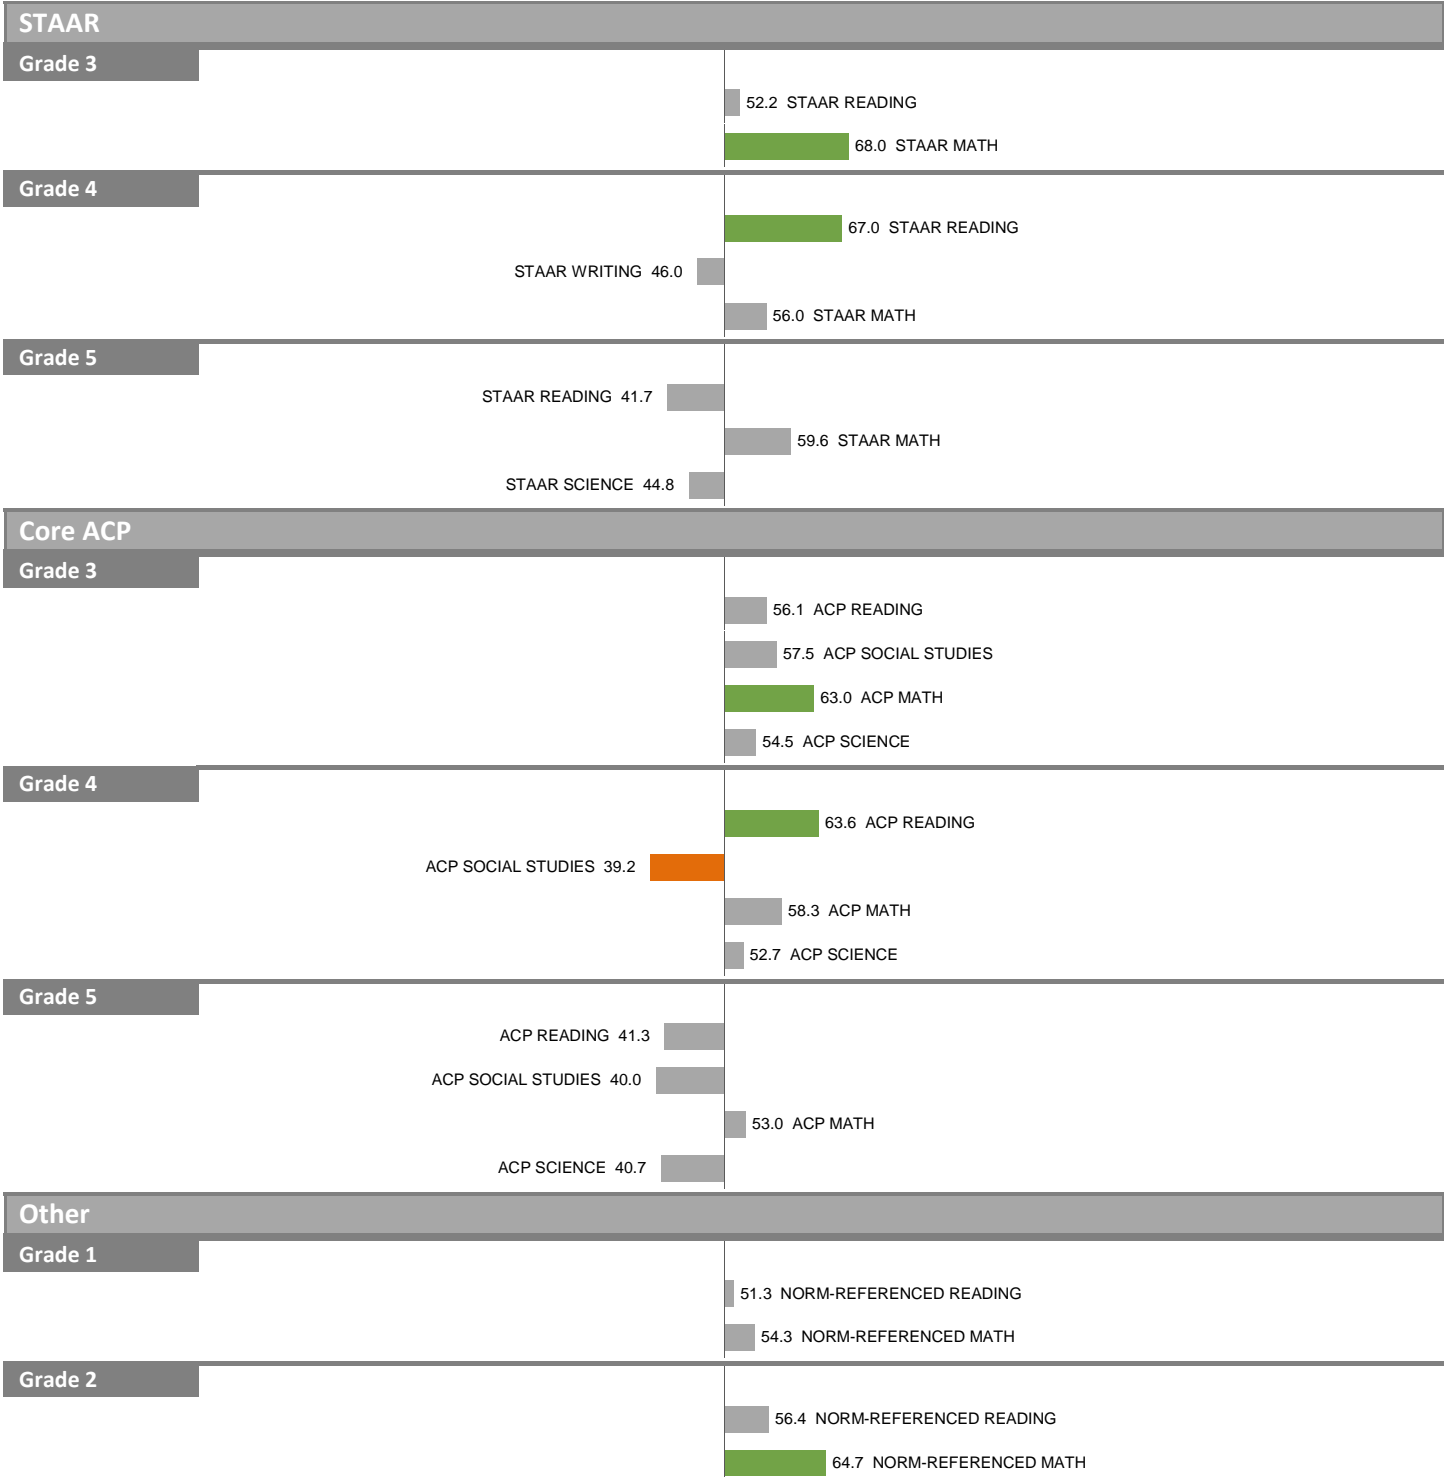 STAAR
Grade 3
52.2 STAAR READING
68.0 STAAR MATH
Grade 4
67.0 STAAR READING
STAAR WRITING 46.0
56.0 STAAR MATH
Grade 5
STAAR READING 41.7
59.6 STAAR MATH
STAAR SCIENCE 44.8
Core ACP
Grade 3
56.1 ACP READING
57.5 ACP SOCIAL STUDIES
63.0 ACP MATH
54.5 ACP SCIENCE
Grade 4
63.6 ACP READING
ACP SOCIAL STUDIES 39.2
58.3 ACP MATH
52.7 ACP SCIENCE
Grade 5
ACP READING 41.3
ACP SOCIAL STUDIES 40.0
53.0 ACP MATH
ACP SCIENCE 40.7
Other
Grade 1
51.3 NORM-REFERENCED READING
54.3 NORM-REFERENCED MATH
Grade 2
56.4 NORM-REFERENCED READING
64.7 NORM-REFERENCED MATH